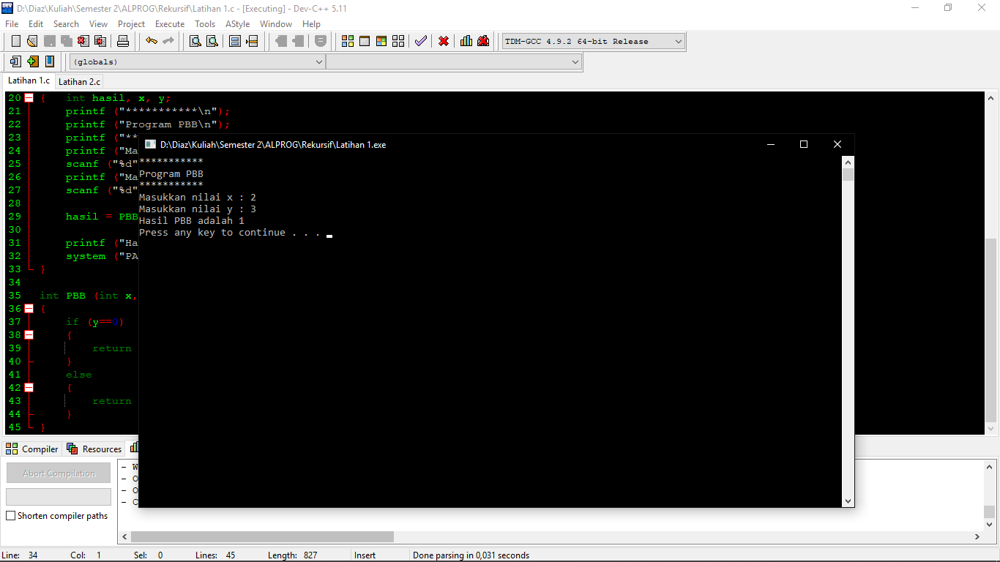 D:\Diaz\Kuliah\Semester 2\ALPROG\Rekursif\Latihan 1.c - [Executing] - Dev-C++ 5.11
File Edit Search View Project Execute Tools AStyle Window Help
TDM-GCC 4.9.2 64-bit Release
(globals)
Latihan 1.c Latihan 2.c
20 { int hasil, x, y;
21 printf ("***********\n");
22 printf ("Program PBB\n");
23 printf ("**
24 printf ("Ma
25 scanf ("%d"
26 printf ("Ma
27 scanf ("%d"
28
29 hasil = PBB
30
31 printf ("Ha
32 system ("PA
33 }
34
35 int PBB (int x,
36 {
37 if (y==0)
38 {
39 return
40 }
41 else
42 {
43 return
44 }
45 }
D:\Diaz\Kuliah\Semester 2\ALPROG\Rekursif\Latihan 1.exe
***********
Program PBB
***********
Masukkan nilai x : 2
Masukkan nilai y : 3
Hasil PBB adalah 1
Press any key to continue . . .
Compiler Resources
Abort Compilation
Shorten compiler paths
- W
- O
- O
- C
Line: 34 Col: 1 Sel: 0 Lines: 45 Length: 827 Insert Done parsing in 0,031 seconds